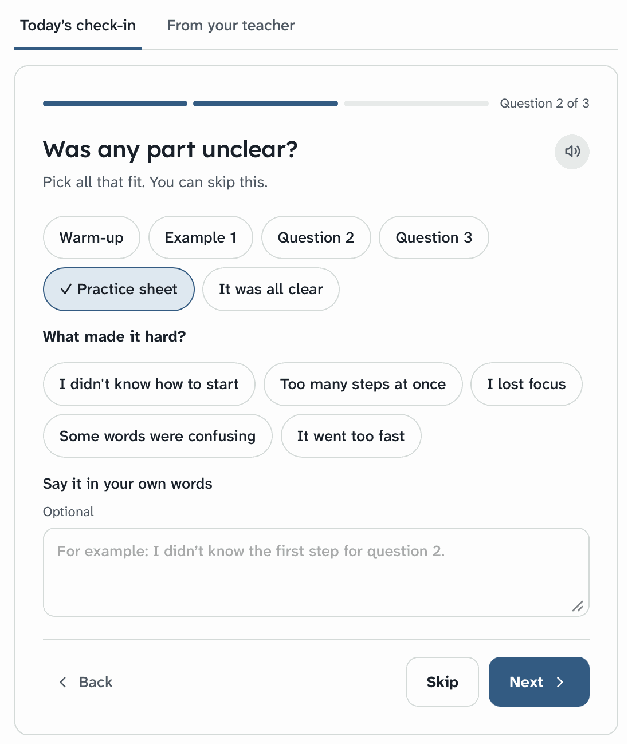 Today's check-in From your teacher
Question 2 of 3
Was any part unclear?
Pick all that fit. You can skip this.
Warm-up Example 1 Question 2 Question 3
✓ Practice sheet It was all clear
What made it hard?
I didn't know how to start Too many steps at once I lost focus
Some words were confusing It went too fast
Say it in your own words
Optional
For example: I didn't know the first step for question 2.
Back Skip Next